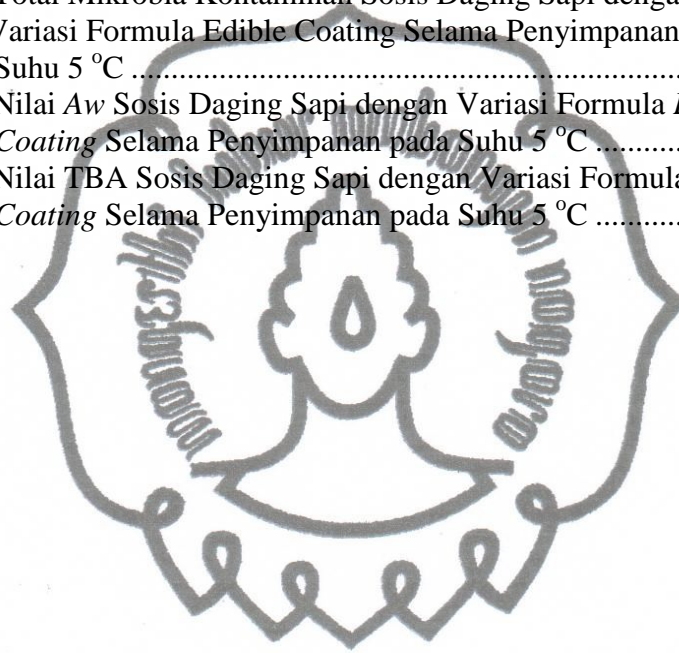 Total Mikrobia Kontaminan Sosis Daging Sapi dengan
Variasi Formula Edible Coating Selama Penyimpanan
Suhu 5 °C ........................................................................
Nilai Aw Sosis Daging Sapi dengan Variasi Formula
Coating Selama Penyimpanan pada Suhu 5 °C ............
Nilai TBA Sosis Daging Sapi dengan Variasi Formula
Coating Selama Penyimpanan pada Suhu 5 °C ............